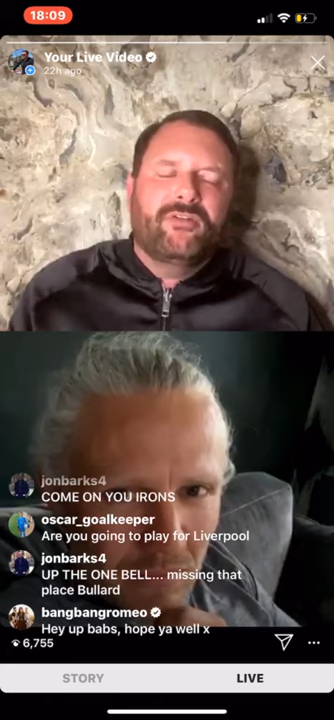 18:09
Your Live Video
22h ago
jonbarks4
COME ON YOU IRONS
oscar_goalkeeper
Are you going to play for Liverpool
jonbarks4
UP THE ONE BELL... missing that
place Bullard
bangbangromeo
Hey up babs, hope ya well x
6,755
STORY LIVE